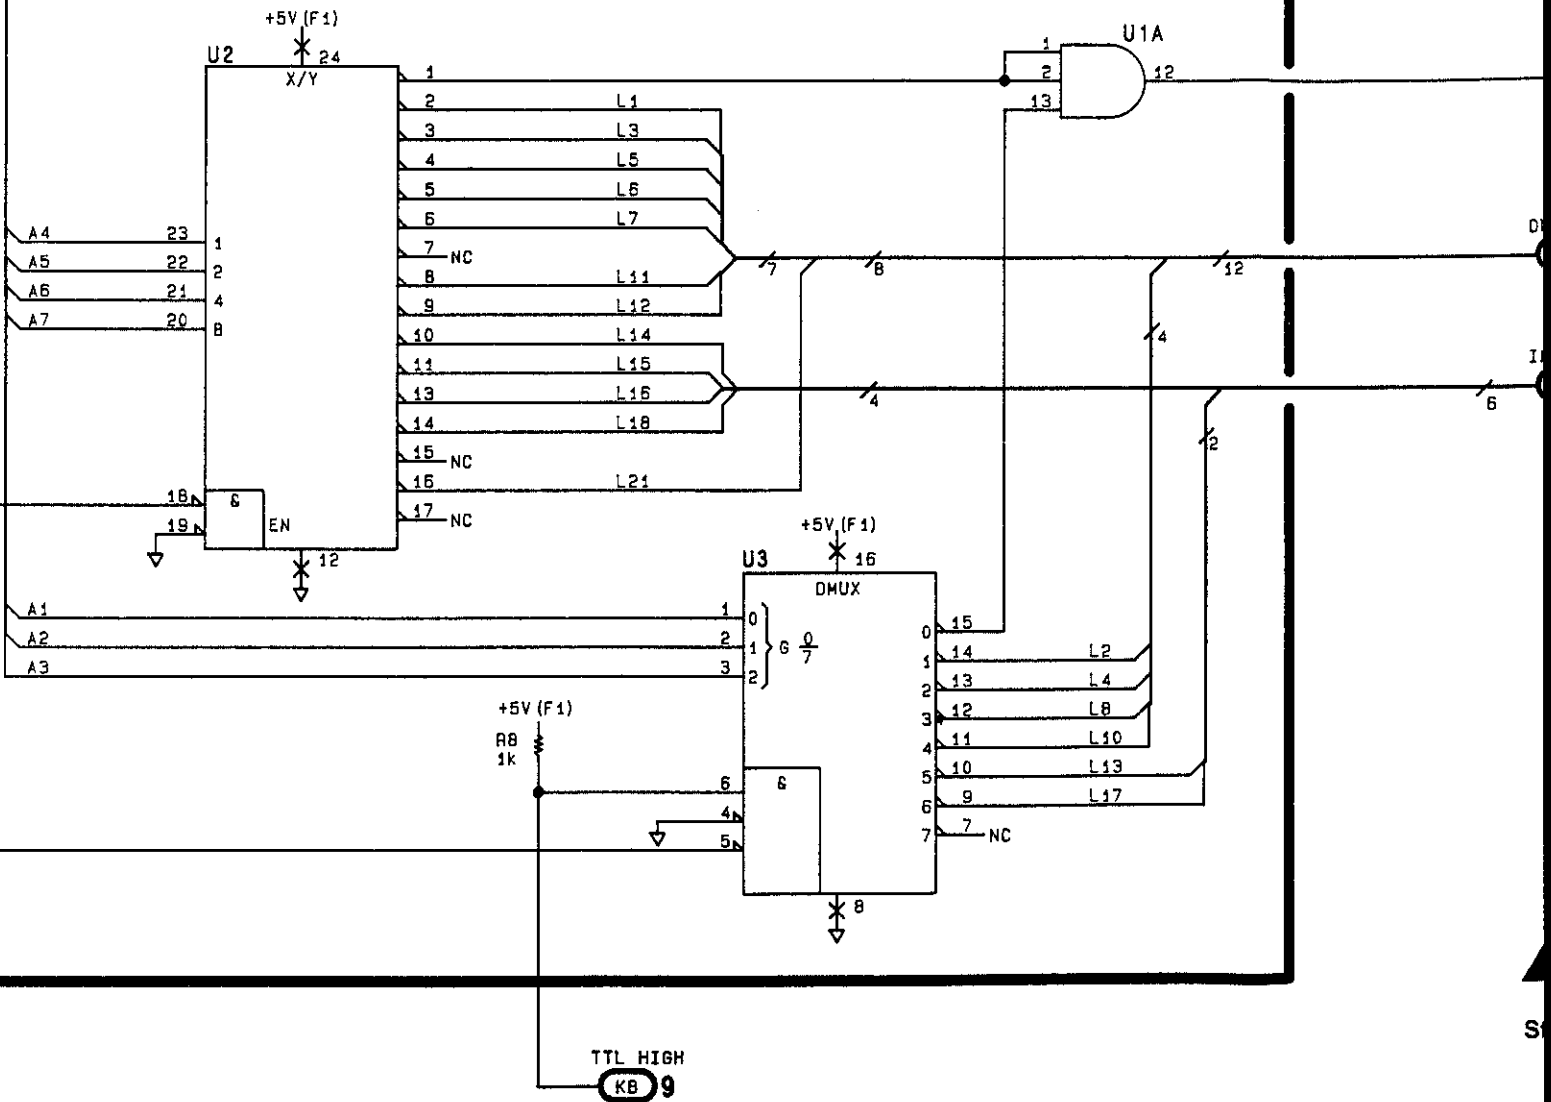 +5V (F1)
U2
24
X/Y
1
2 L1
3 L3
4 L5
5 L6
6 L7
7 NC
8 L11
9 L12
10 L14
11 L15
13 L16
14 L18
15 NC
16 L21
17 NC
A4 23 1
A5 22 2
A6 21 4
A7 20 8
18 &
19 EN
12
U1A
1
2
13
12
7 8 12
4
4 6
2
+5V (F1)
U3
16
DMUX
A1 1 0
A2 2 1 G 0/7
A3 3 2
0 15
1 14 L2
2 13 L4
3 12 L8
4 11 L10
5 10 L13
6 9 L17
7 7 NC
+5V (F1)
R8
1k
6 &
4
5
8
TTL HIGH
KB 9